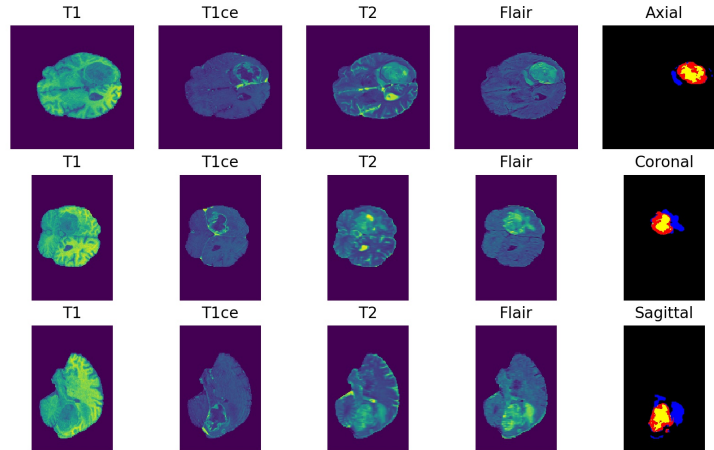 T1 T1ce T2 Flair Axial
T1 T1ce T2 Flair Coronal
T1 T1ce T2 Flair Sagittal